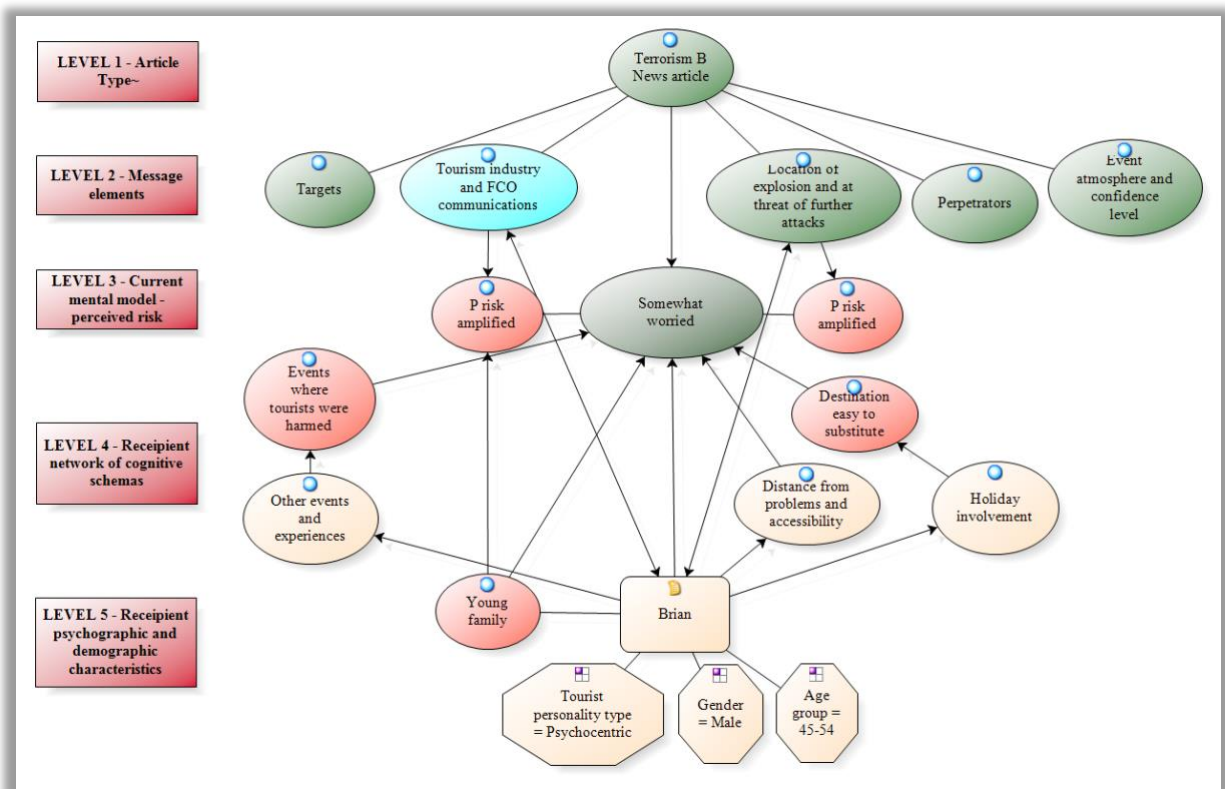 LEVEL 1 - Article
Type~
Terrorism B
News article
LEVEL 2 - Message
elements
Targets
Tourism industry
and FCO
communications
Location of
explosion and at
threat of further
attacks
Perpetrators
Event
atmosphere and
confidence
level
LEVEL 3 - Current
mental model -
perceived risk
P risk
amplified
Somewhat
worried
P risk
amplified
Events
where
tourists were
harmed
Destination
easy to
substitute
LEVEL 4 - Receipient
network of cognitive
schemas
Other events
and
experiences
Distance from
problems and
accessibility
Holiday
involvement
LEVEL 5 - Receipient
psychographic and
demographic
characteristics
Young
family
Brian
Tourist
personality type
= Psychocentric
Gender
= Male
Age
group =
45-54